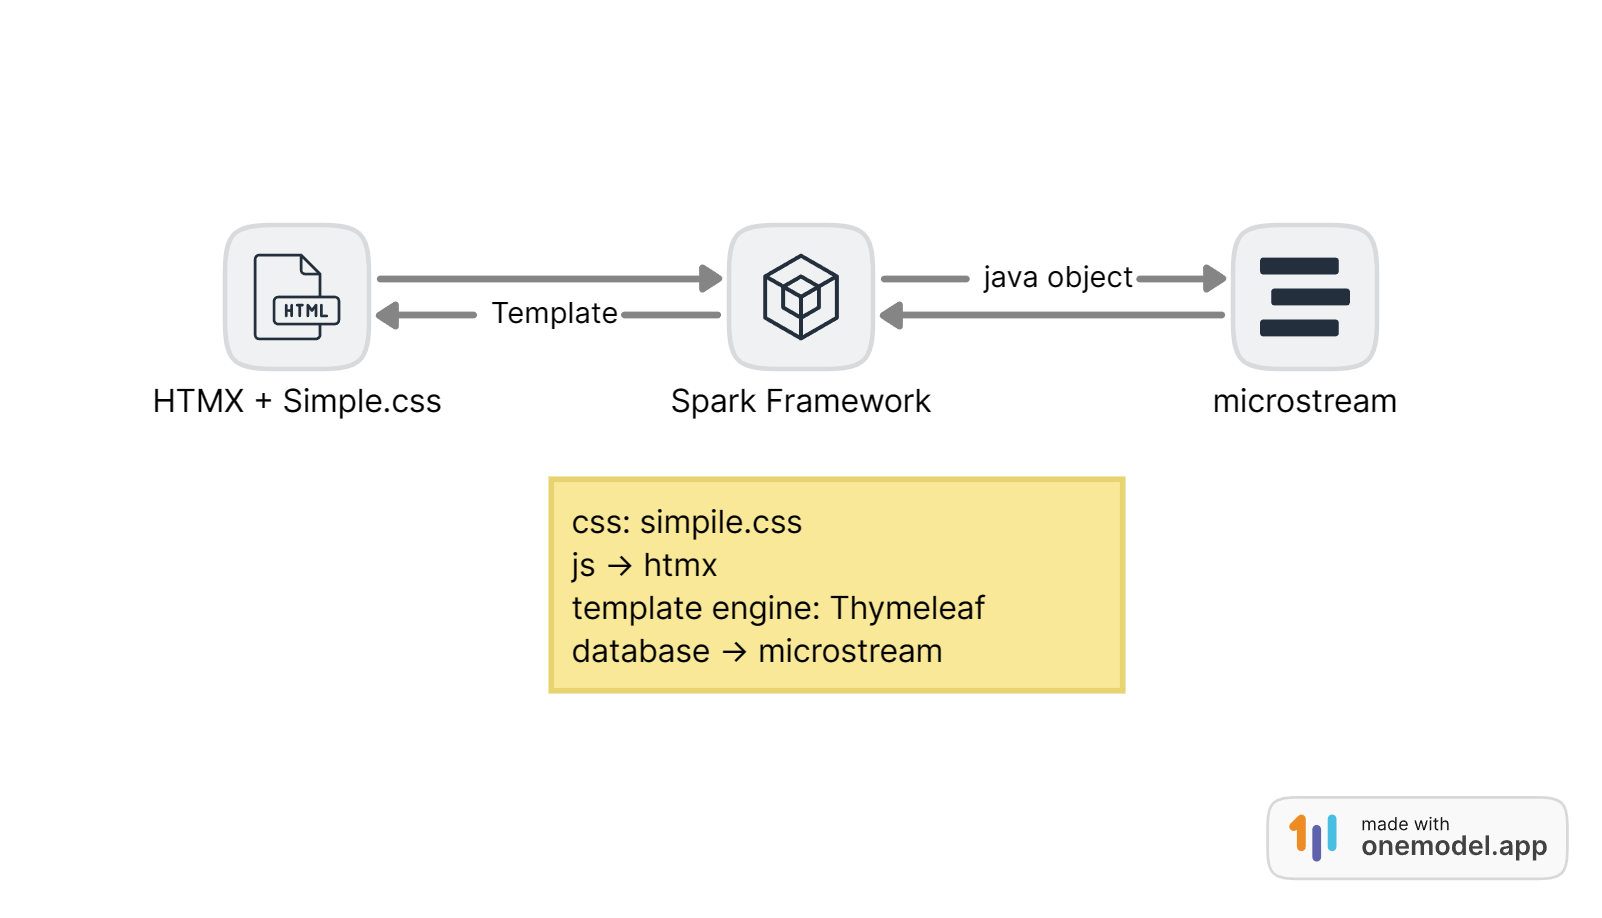 HTML
java object
Template
HTMX + Simple.css
Spark Framework
microstream
css: simpile.css
js → htmx
template engine: Thymeleaf
database → microstream
made with
onemodel.app